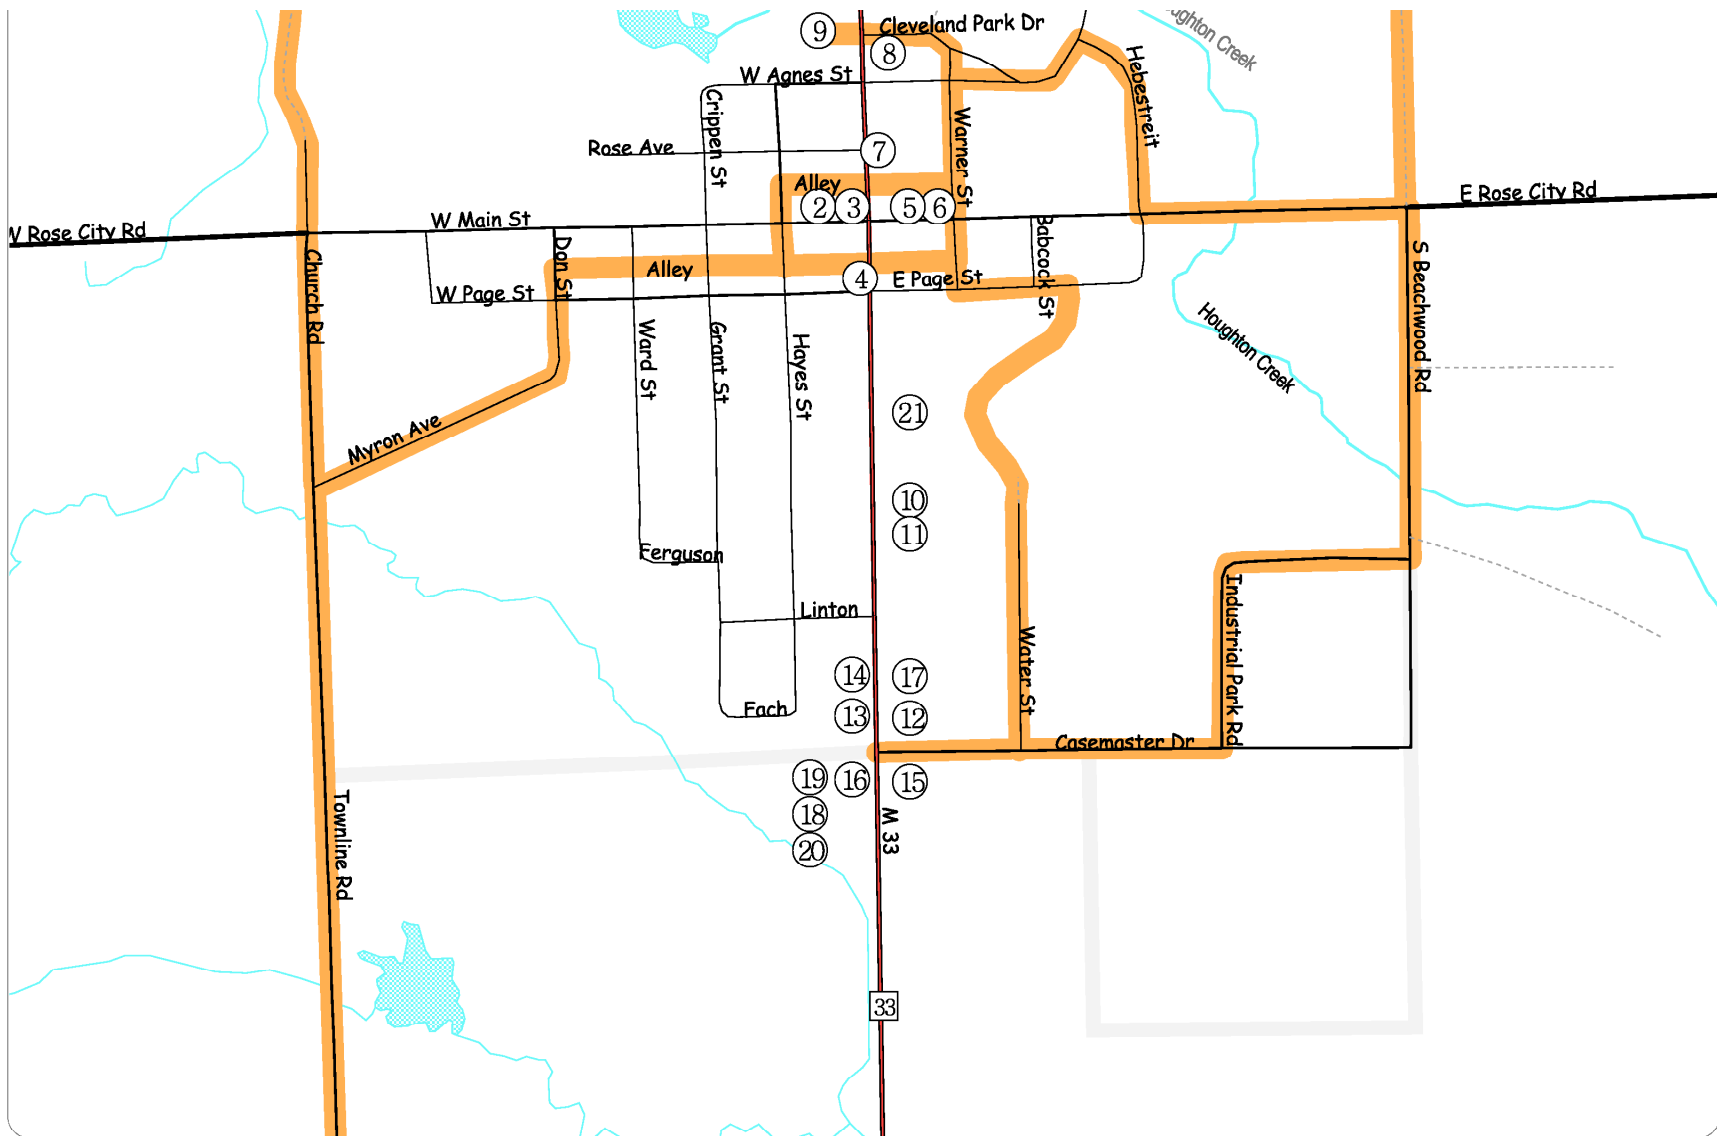 9
Cleveland Park Dr
8
ughton Creek
W Agnes St
Hebestreit
Crippen St
Warner St
Rose Ave
7
Alley
2
3
5
6
E Rose City Rd
W Main St
W Rose City Rd
Babcock St
Don St
Church Rd
S Beachwood Rd
Alley
4
E Page St
W Page St
Houghton Creek
Ward St
Grant St
Hayes St
21
Myron Ave
10
11
Ferguson
Industrial Park Rd
Linton
Water St
14
17
13
12
Fach
Casemaster Dr
19
16
15
Townline Rd
18
M 33
20
33